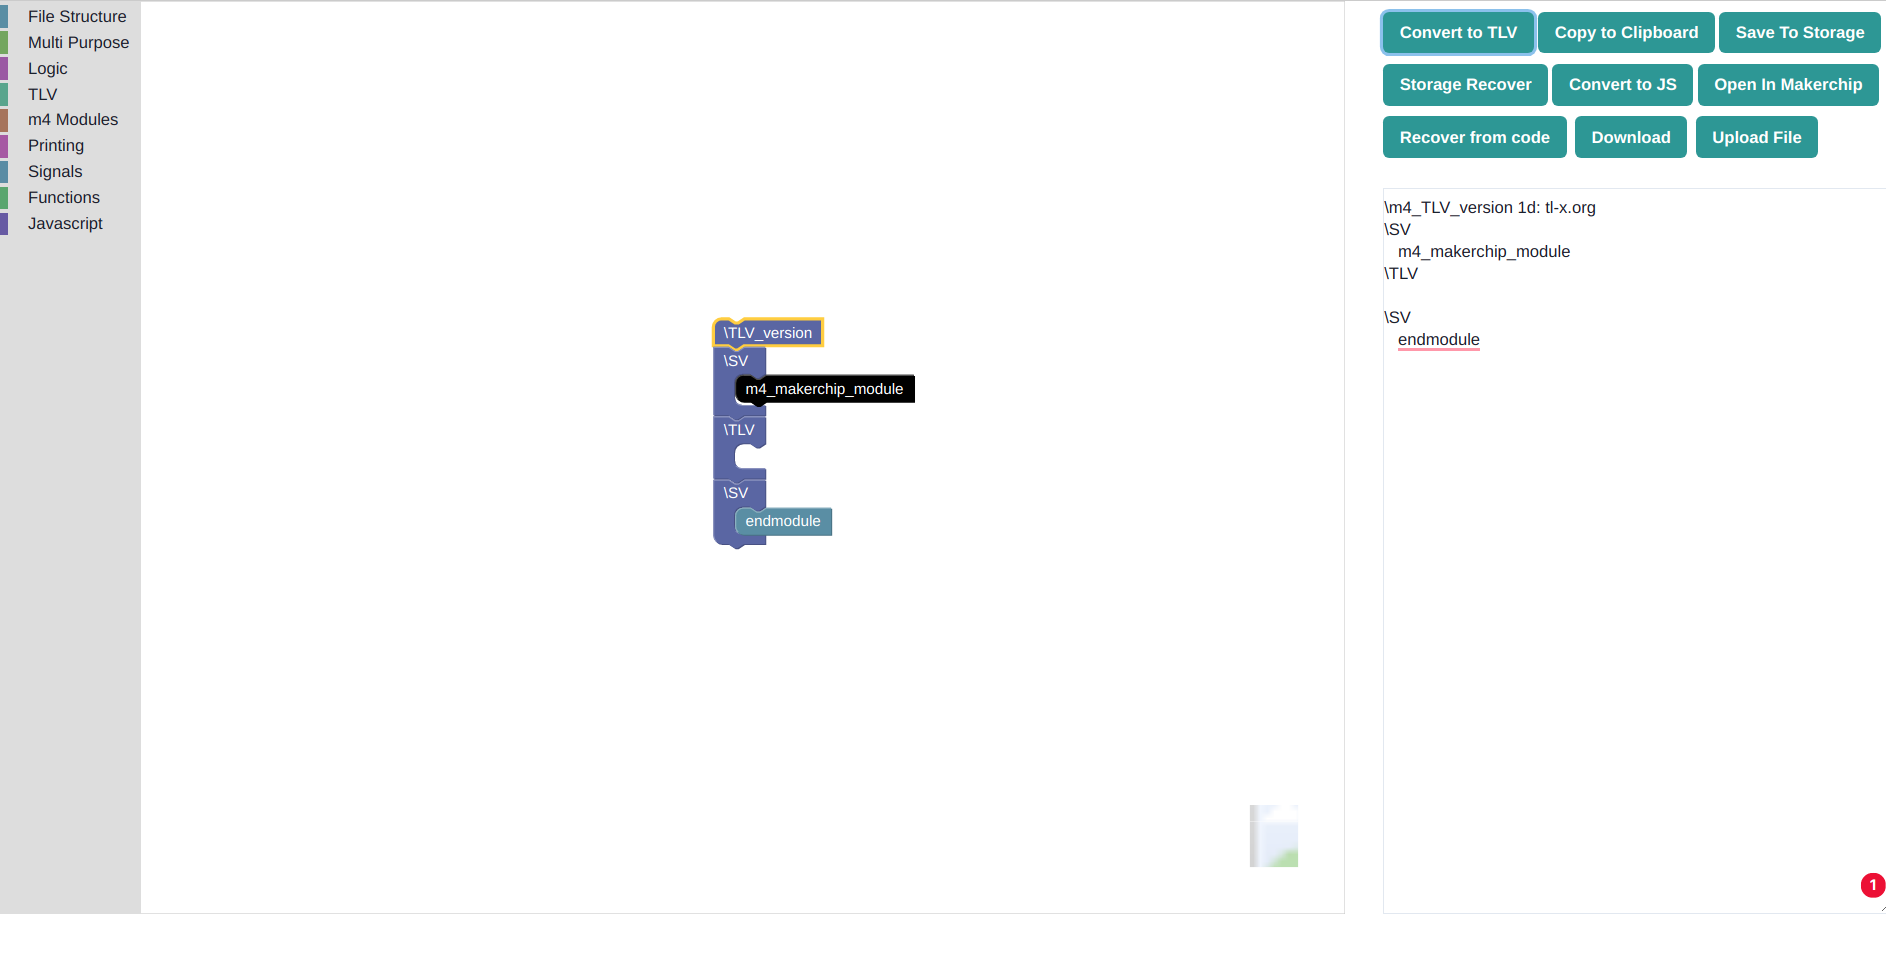 File Structure
Multi Purpose
Logic
TLV
m4 Modules
Printing
Signals
Functions
Javascript
\TLV_version
\SV
m4_makerchip_module
\TLV
\SV
endmodule
Convert to TLV
Copy to Clipboard
Save To Storage
Storage Recover
Convert to JS
Open In Makerchip
Recover from code
Download
Upload File
\m4_TLV_version 1d: tl-x.org
\SV
m4_makerchip_module
\TLV
\SV
endmodule
1